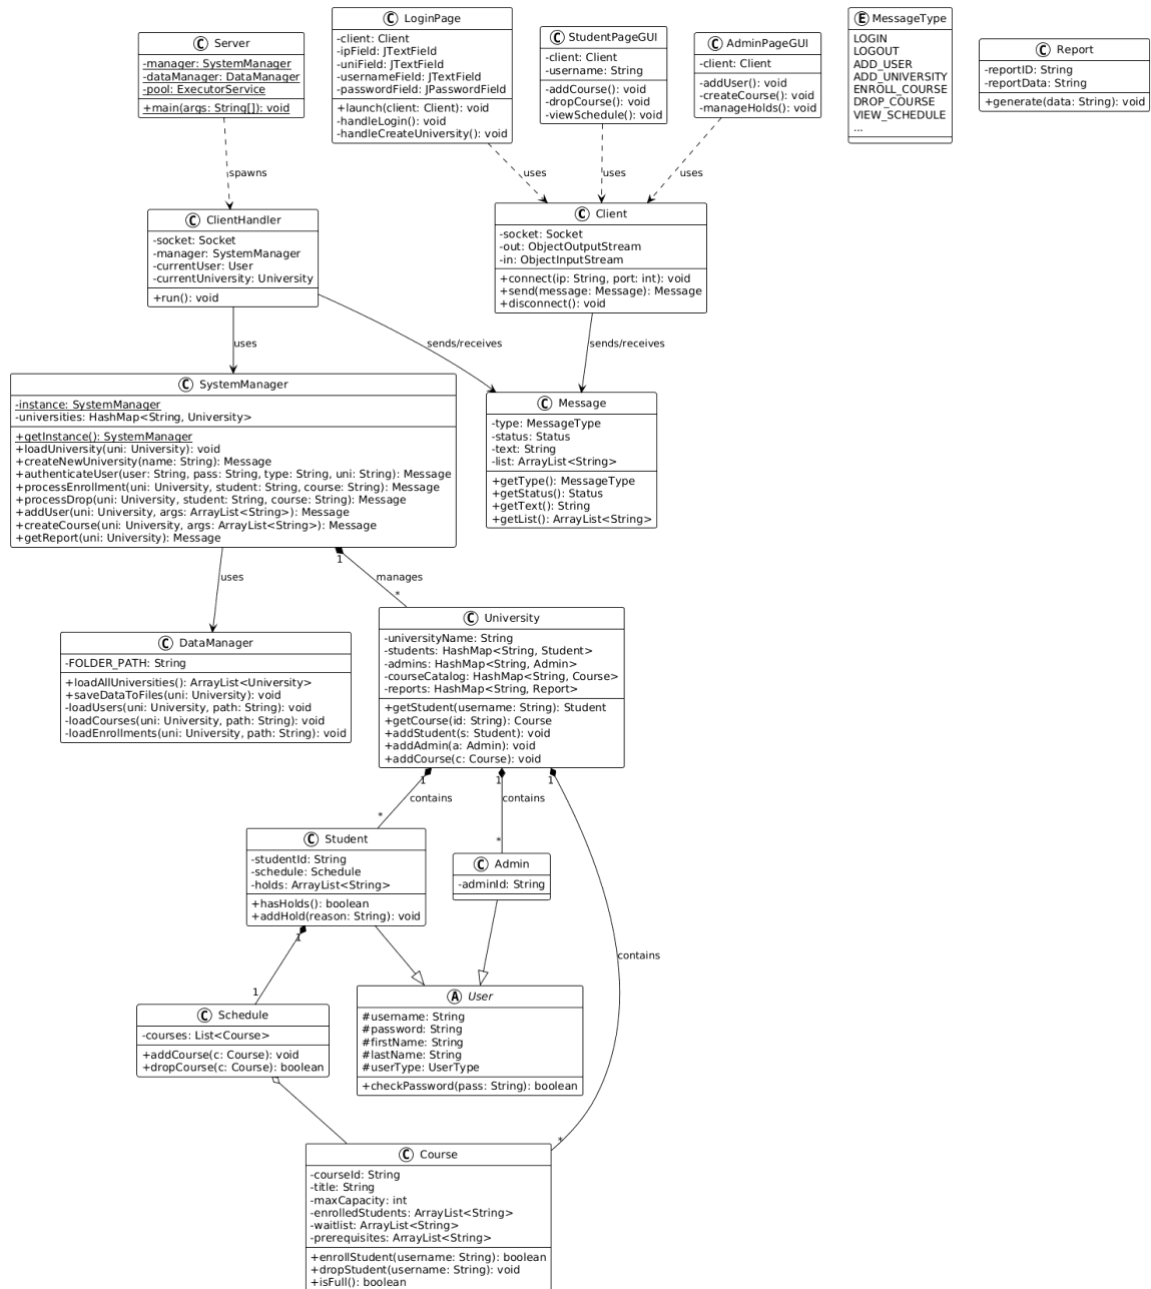 C Server
-manager: SystemManager
-dataManager: DataManager
-pool: ExecutorService
+main(args: String[]): void
C LoginPage
-client: Client
-ipField: JTextField
-uniField: JTextField
-usernameField: JTextField
-passwordField: JPasswordField
+launch(client: Client): void
-handleLogin(): void
-handleCreateUniversity(): void
C StudentPageGUI
-client: Client
-username: String
-addCourse(): void
-dropCourse(): void
-viewSchedule(): void
C AdminPageGUI
-client: Client
-addUser(): void
-createCourse(): void
-manageHolds(): void
E MessageType
LOGIN
LOGOUT
ADD_USER
ADD_UNIVERSITY
ENROLL_COURSE
DROP_COURSE
VIEW_SCHEDULE
...
C Report
-reportID: String
-reportData: String
+generate(data: String): void
spawns
uses
uses
uses
C ClientHandler
-socket: Socket
-manager: SystemManager
-currentUser: User
-currentUniversity: University
+run(): void
C Client
-socket: Socket
-out: ObjectOutputStream
-in: ObjectInputStream
+connect(ip: String, port: int): void
+send(message: Message): Message
+disconnect(): void
uses
sends/receives
sends/receives
C SystemManager
-instance: SystemManager
-universities: HashMap<String, University>
+getInstance(): SystemManager
+loadUniversity(uni: University): void
+createNewUniversity(name: String): Message
+authenticateUser(user: String, pass: String, type: String, uni: String): Message
+processEnrollment(uni: University, student: String, course: String): Message
+processDrop(uni: University, student: String, course: String): Message
+addUser(uni: University, args: ArrayList<String>): Message
+createCourse(uni: University, args: ArrayList<String>): Message
+getReport(uni: University): Message
C Message
-type: MessageType
-status: Status
-text: String
-list: ArrayList<String>
+getType(): MessageType
+getStatus(): Status
+getText(): String
+getList(): ArrayList<String>
uses
1
manages
*
C DataManager
-FOLDER_PATH: String
+loadAllUniversities(): ArrayList<University>
+saveDataToFiles(uni: University): void
-loadUsers(uni: University, path: String): void
-loadCourses(uni: University, path: String): void
-loadEnrollments(uni: University, path: String): void
C University
-universityName: String
-students: HashMap<String, Student>
-admins: HashMap<String, Admin>
-courseCatalog: HashMap<String, Course>
-reports: HashMap<String, Report>
+getStudent(username: String): Student
+getCourse(id: String): Course
+addStudent(s: Student): void
+addAdmin(a: Admin): void
+addCourse(c: Course): void
1
1
1
contains
contains
*
*
C Student
-studentId: String
-schedule: Schedule
-holds: ArrayList<String>
+hasHolds(): boolean
+addHold(reason: String): void
C Admin
-adminId: String
1
contains
1
C Schedule
-courses: List<Course>
+addCourse(c: Course): void
+dropCourse(c: Course): boolean
A User
#username: String
#password: String
#firstName: String
#lastName: String
#userType: UserType
+checkPassword(pass: String): boolean
*
C Course
-courseId: String
-title: String
-maxCapacity: int
-enrolledStudents: ArrayList<String>
-waitlist: ArrayList<String>
-prerequisites: ArrayList<String>
+enrollStudent(username: String): boolean
+dropStudent(username: String): void
+isFull(): boolean